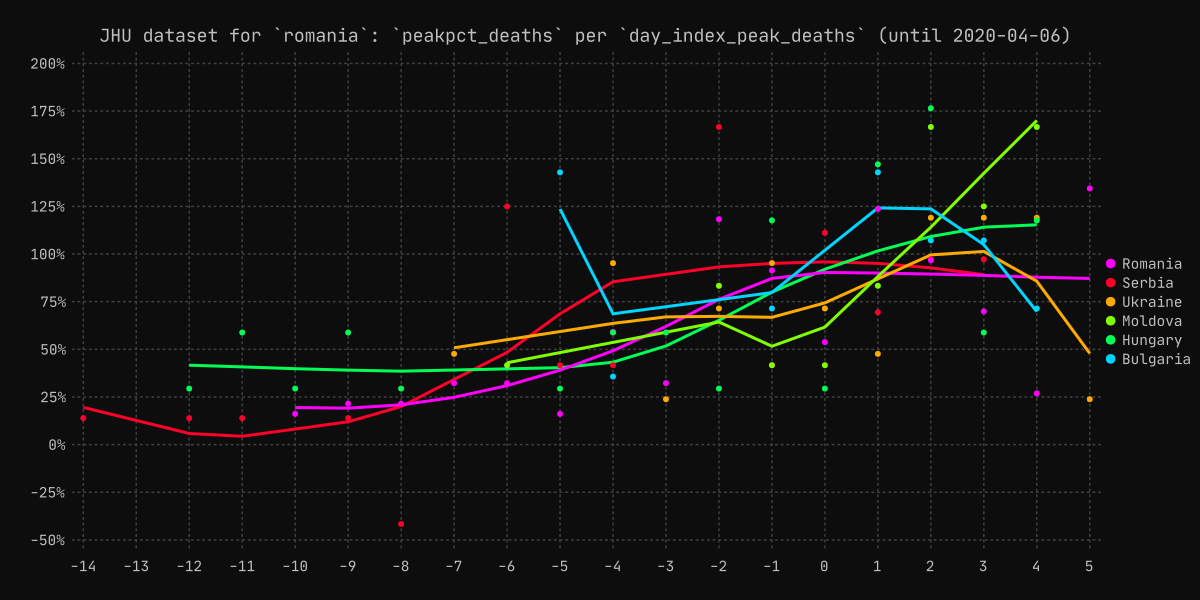 JHU dataset for `romania`: `peakpct_deaths` per `day_index_peak_deaths` (until 2020-04-06)
200%
175%
150%
125%
100%
75%
50%
25%
0%
-25%
-50%
-14 -13 -12 -11 -10 -9 -8 -7 -6 -5 -4 -3 -2 -1 0 1 2 3 4 5
Romania
Serbia
Ukraine
Moldova
Hungary
Bulgaria